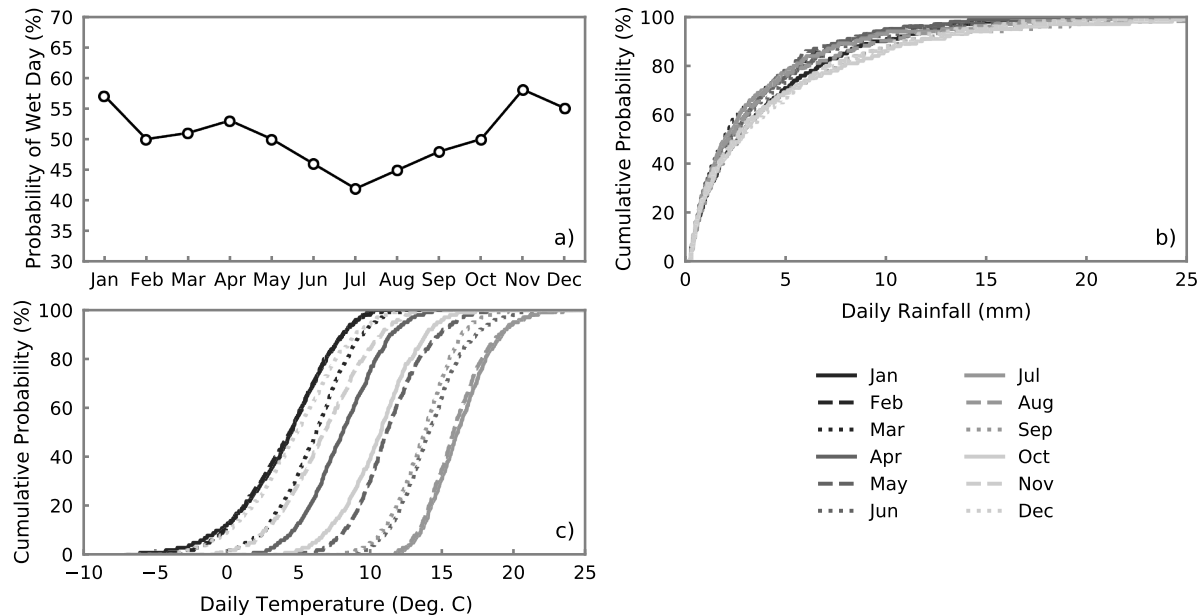 Probability of Wet Day (%)
70
65
60
55
50
45
40
35
30
a)
Jan Feb Mar Apr May Jun Jul Aug Sep Oct Nov Dec
Cumulative Probability (%)
100
80
60
40
20
0
b)
0 5 10 15 20 25
Daily Rainfall (mm)
Cumulative Probability (%)
100
80
60
40
20
0
c)
−10 −5 0 5 10 15 20 25
Daily Temperature (Deg. C)
Jan
Feb
Mar
Apr
May
Jun
Jul
Aug
Sep
Oct
Nov
Dec